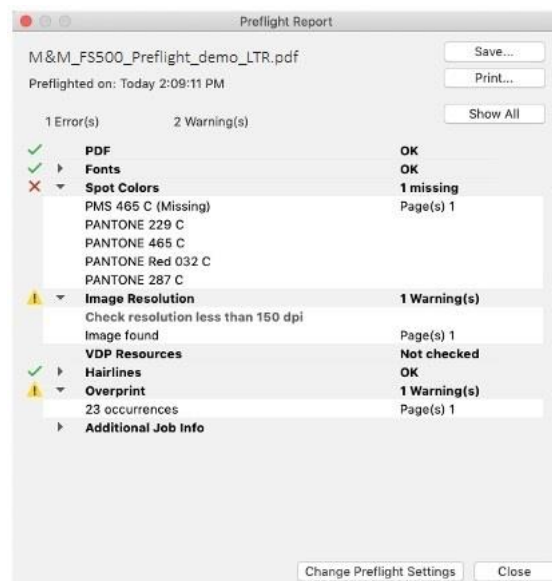 Preflight Report
M&M_FS500_Preflight_demo_LTR.pdf
Save...
Preflighted on: Today 2:09:11 PM
Print...
1 Error(s) 2 Warning(s)
Show All
PDF OK
Fonts OK
Spot Colors 1 missing
PMS 465 C (Missing) Page(s) 1
PANTONE 229 C
PANTONE 465 C
PANTONE Red 032 C
PANTONE 287 C
Image Resolution 1 Warning(s)
Check resolution less than 150 dpi
Image found Page(s) 1
VDP Resources Not checked
Hairlines OK
Overprint 1 Warning(s)
23 occurrences Page(s) 1
Additional Job Info
Change Preflight Settings Close